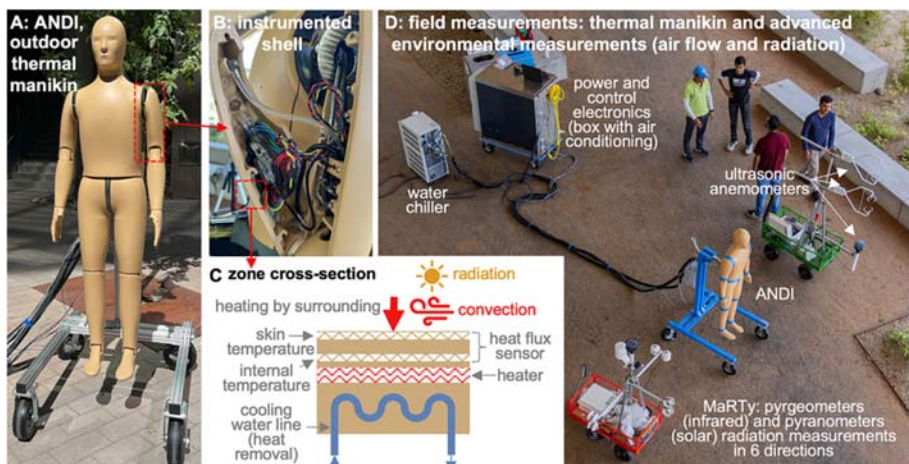 A: ANDI,
outdoor
thermal
manikin
B: instrumented
shell
C zone cross-section
radiation
heating by surrounding
convection
skin
temperature
heat flux
sensor
internal
temperature
heater
cooling
water line
(heat
removal)
D: field measurements: thermal manikin and advanced
environmental measurements (air flow and radiation)
power and
control
electronics
(box with air
conditioning)
water
chiller
ultrasonic
anemometers
ANDI
MaRTy: pyrgeometers
(infrared) and pyranometers
(solar) radiation measurements
in 6 directions